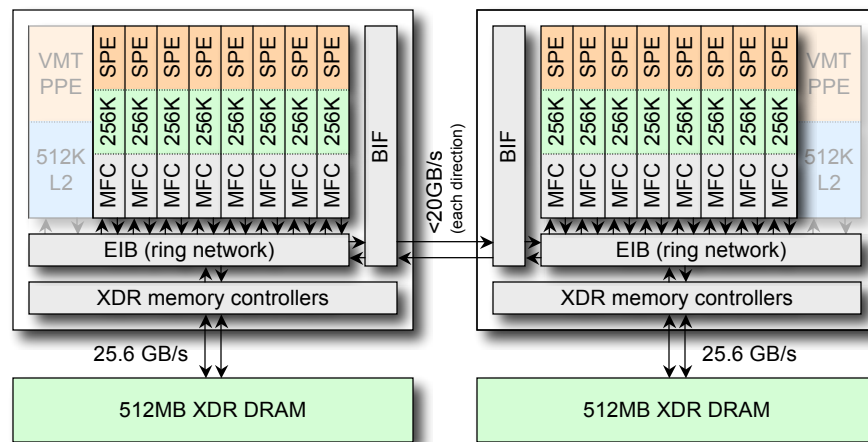 VMT
PPE
SPE
SPE
SPE
SPE
SPE
SPE
SPE
SPE
256K
256K
256K
256K
256K
256K
256K
256K
512K
L2
MFC
MFC
MFC
MFC
MFC
MFC
MFC
MFC
BIF
EIB (ring network)
XDR memory controllers
25.6 GB/s
512MB XDR DRAM
<20GB/s
(each direction)
BIF
SPE
SPE
SPE
SPE
SPE
SPE
SPE
SPE
VMT
PPE
256K
256K
256K
256K
256K
256K
256K
256K
MFC
MFC
MFC
MFC
MFC
MFC
MFC
MFC
512K
L2
EIB (ring network)
XDR memory controllers
25.6 GB/s
512MB XDR DRAM